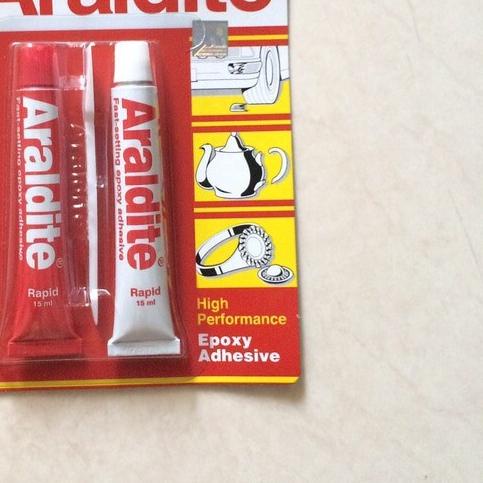 Araldite
Araldite®
Fast-setting epoxy adhesive
Rapid
15 ml
Araldite®
Fast-setting epoxy adhesive
Rapid
15 ml
High
Performance
Epoxy
Adhesive